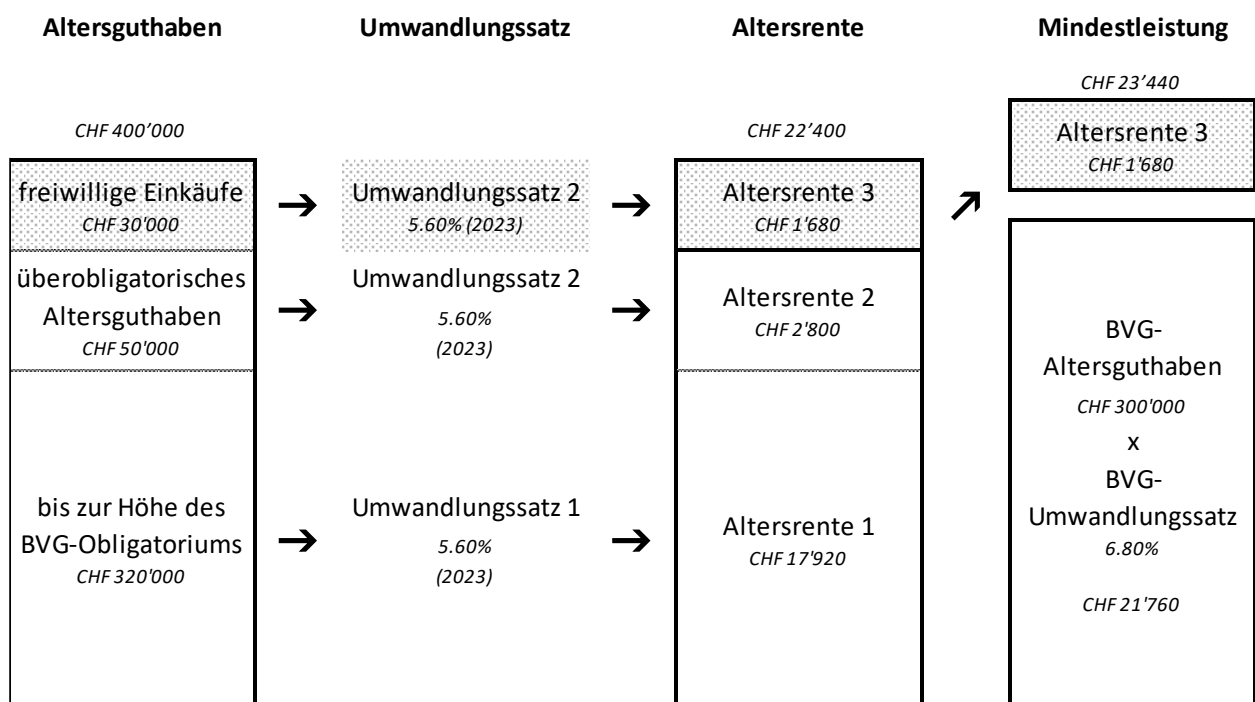 Altersguthaben
Umwandlungssatz
Altersrente
Mindestleistung
CHF 23’440
CHF 400’000
CHF 22’400
Altersrente 3
CHF 1'680
freiwillige Einkäufe
CHF 30'000
Umwandlungssatz 2
5.60% (2023)
Altersrente 3
CHF 1'680
überobligatorisches
Altersguthaben
CHF 50'000
Umwandlungssatz 2
5.60%
(2023)
Altersrente 2
CHF 2'800
bis zur Höhe des
BVG-Obligatoriums
CHF 320'000
Umwandlungssatz 1
5.60%
(2023)
Altersrente 1
CHF 17'920
BVG-
Altersguthaben
CHF 300'000
x
BVG-
Umwandlungssatz
6.80%
CHF 21'760